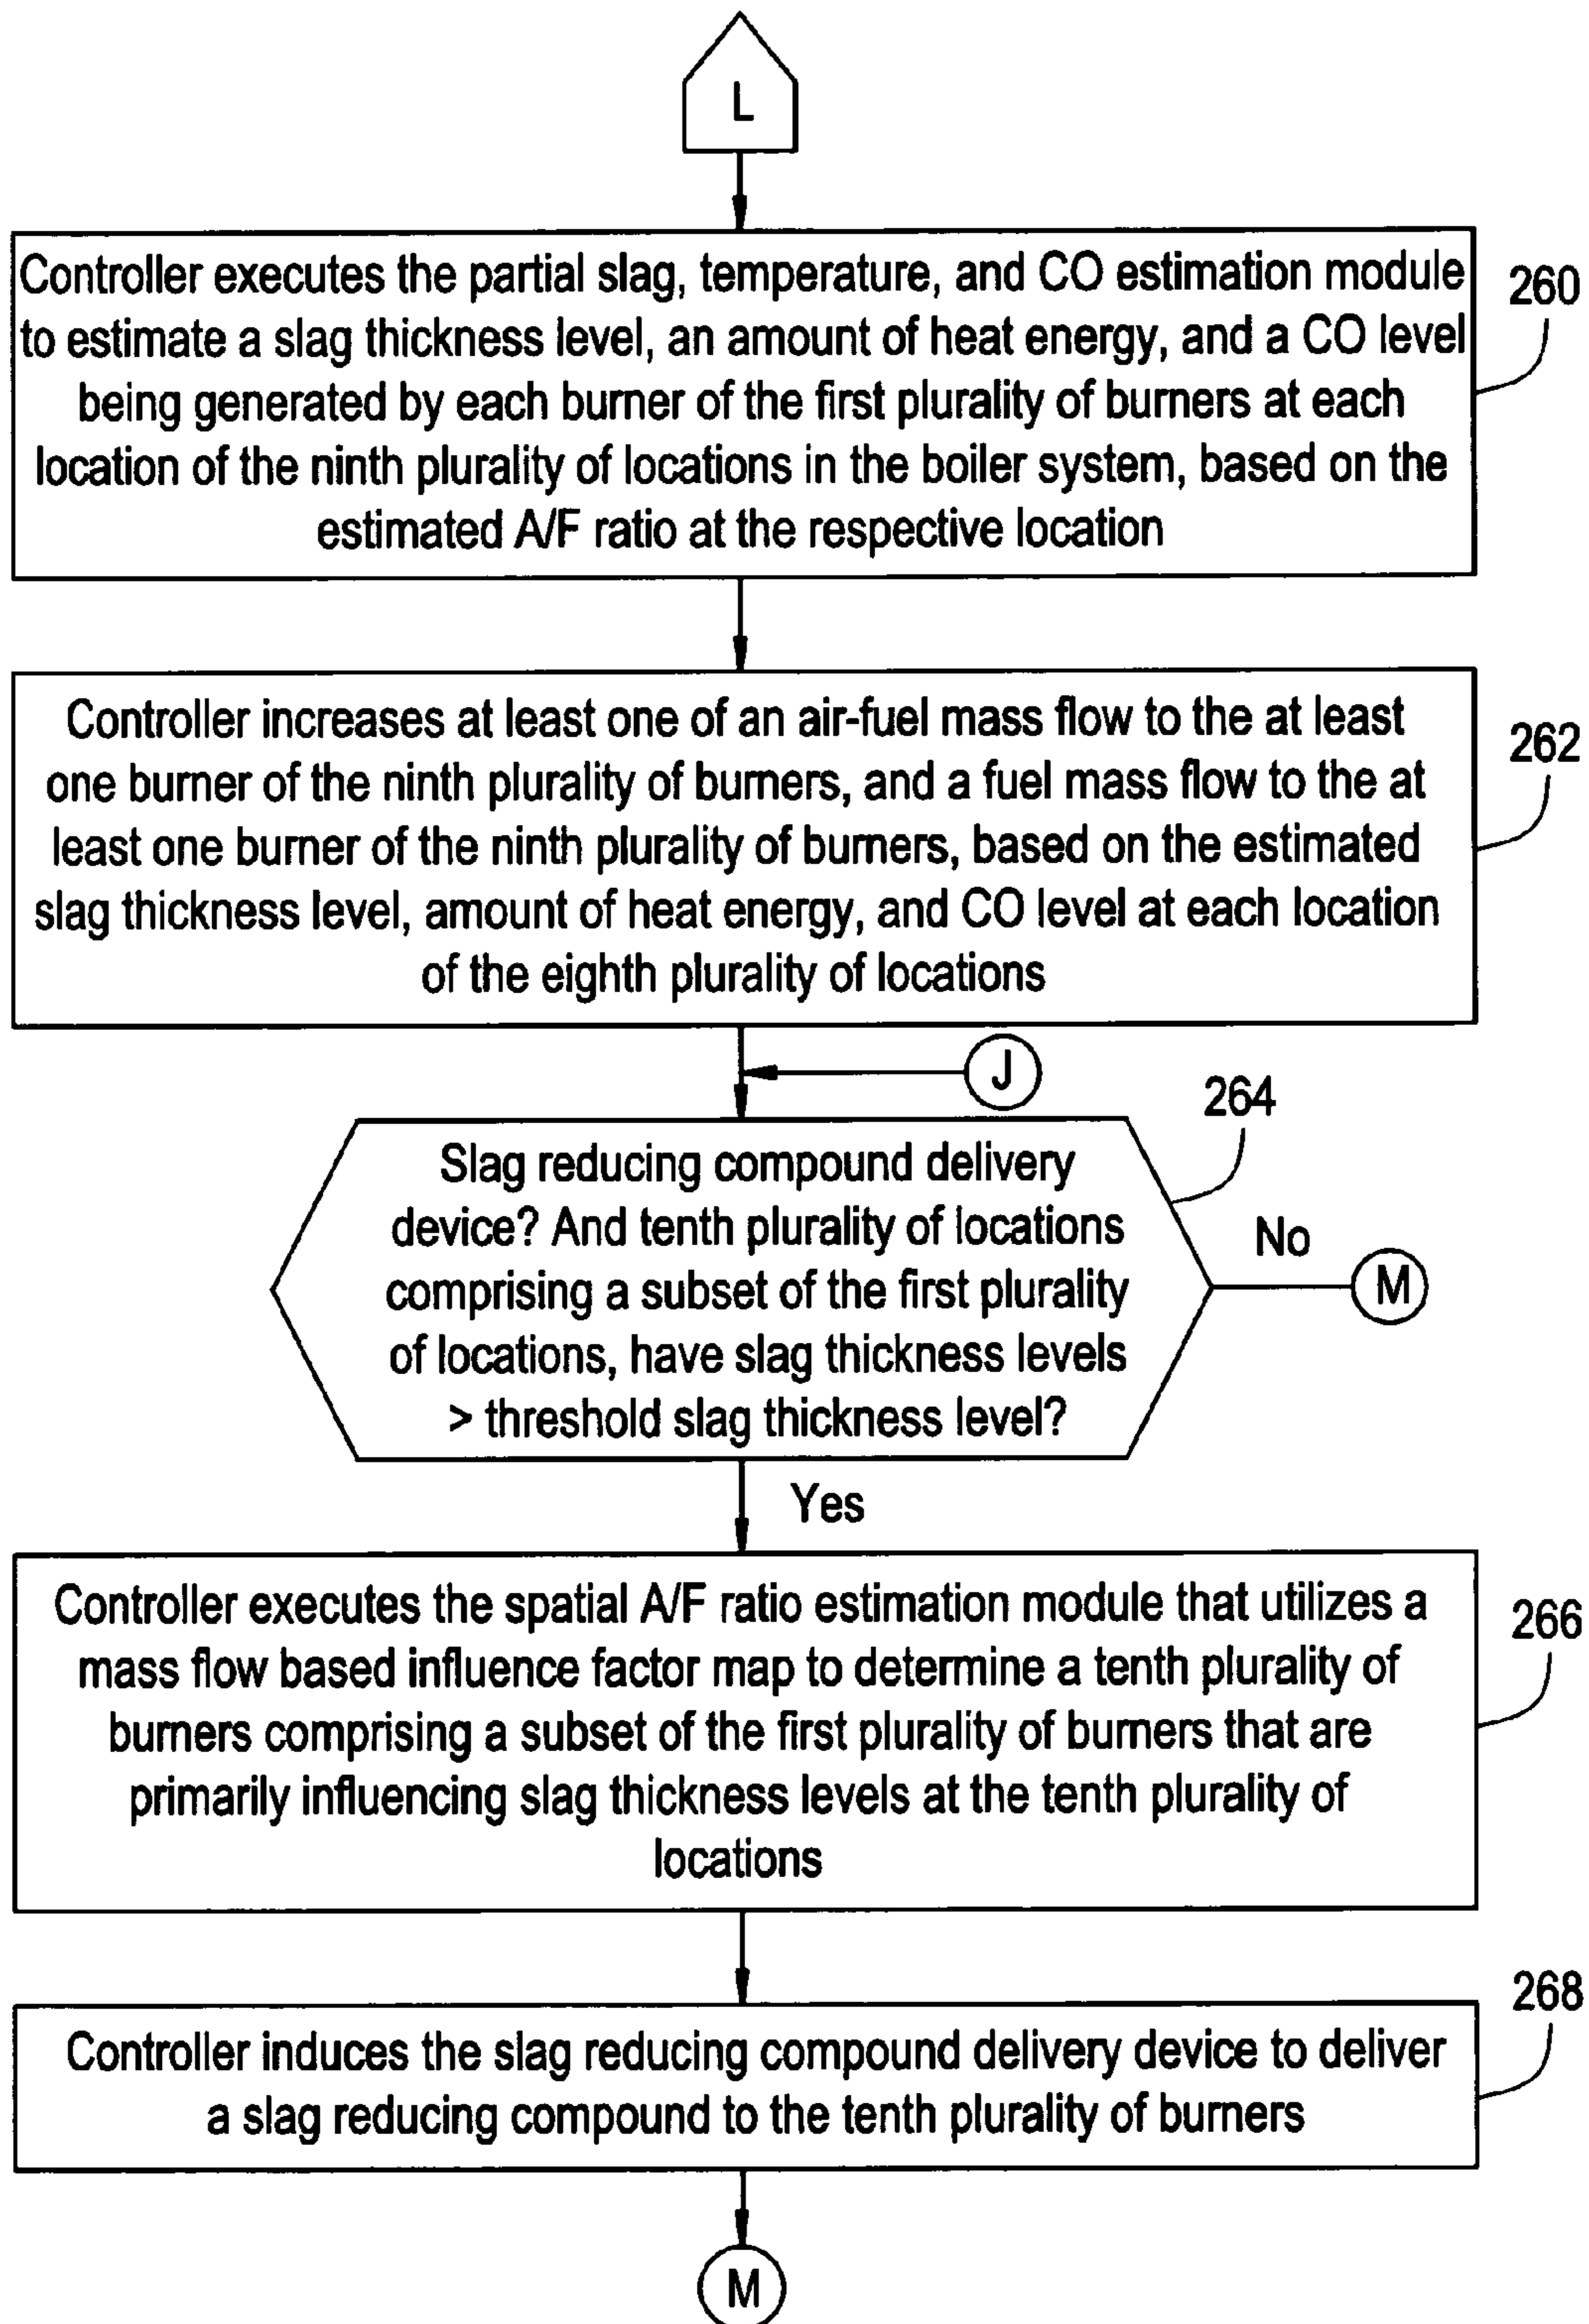 L
Controller executes the partial slag, temperature, and CO estimation module
to estimate a slag thickness level, an amount of heat energy, and a CO level
being generated by each burner of the first plurality of burners at each
location of the ninth plurality of locations in the boiler system, based on the
estimated A/F ratio at the respective location
260
Controller increases at least one of an air-fuel mass flow to the at least
one burner of the ninth plurality of burners, and a fuel mass flow to the at
least one burner of the ninth plurality of burners, based on the estimated
slag thickness level, amount of heat energy, and CO level at each location
of the eighth plurality of locations
262
J
264
Slag reducing compound delivery
device? And tenth plurality of locations
comprising a subset of the first plurality
of locations, have slag thickness levels
> threshold slag thickness level?
No
M
Yes
Controller executes the spatial A/F ratio estimation module that utilizes a
mass flow based influence factor map to determine a tenth plurality of
burners comprising a subset of the first plurality of burners that are
primarily influencing slag thickness levels at the tenth plurality of
locations
266
Controller induces the slag reducing compound delivery device to deliver
a slag reducing compound to the tenth plurality of burners
268
M